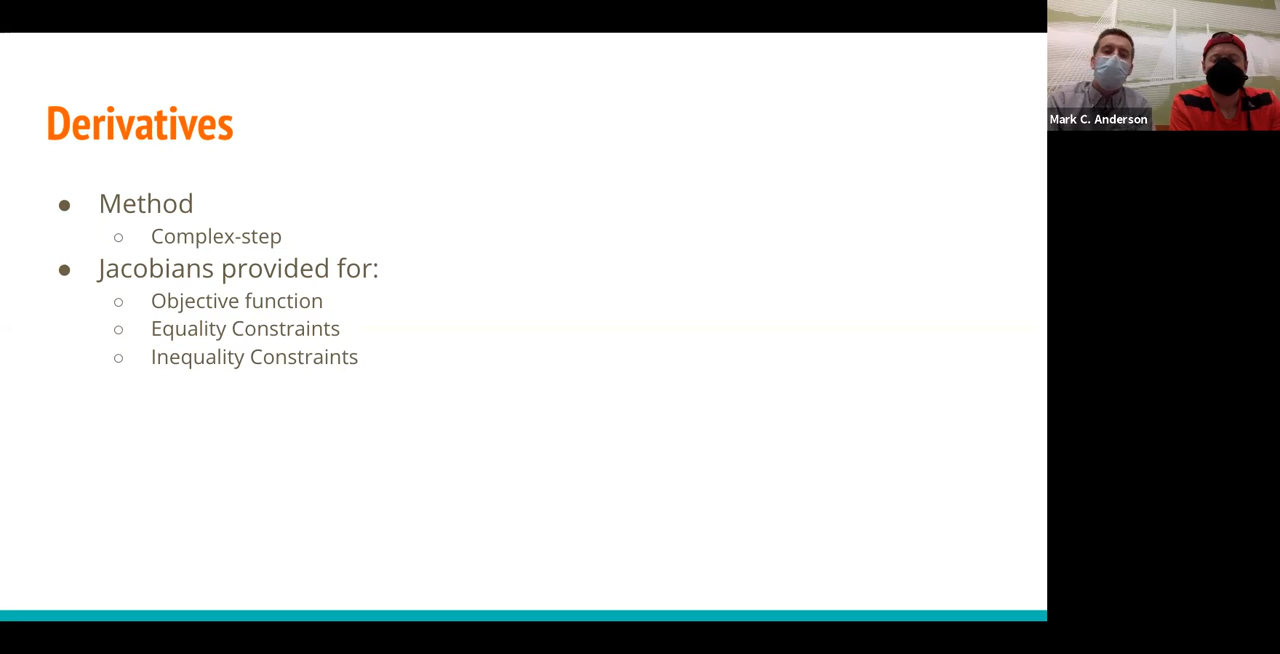 Derivatives
● Method
○ Complex-step
● Jacobians provided for:
○ Objective function
○ Equality Constraints
○ Inequality Constraints
Mark C. Anderson